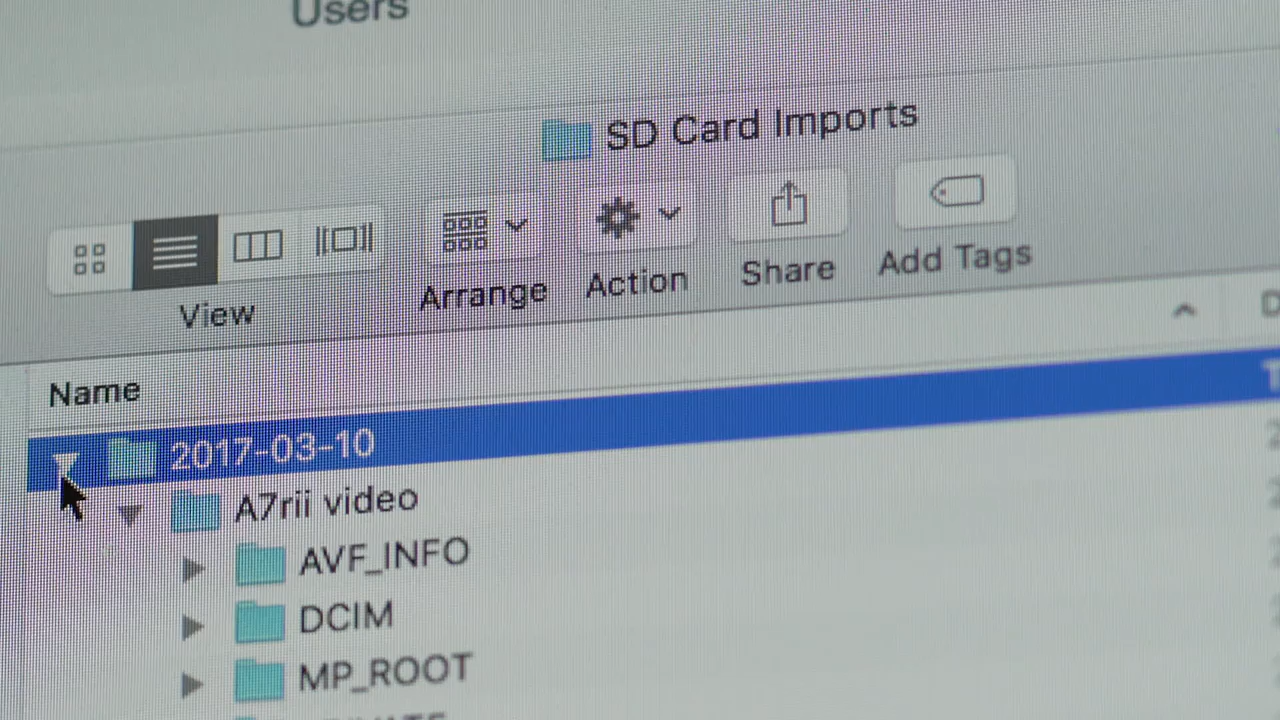 Users
SD Card Imports
View
Arrange
Action
Share
Add Tags
Name
2017-03-10
A7rii video
AVF_INFO
DCIM
MP_ROOT